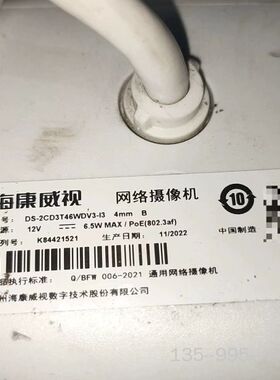 海康威视 网络摄像机 10
号: DS-2CD3T46WDV3-I3 4mm B
源: 12V ⎓ 6.5W MAX / PoE(802.3af)
列号: K84421521 生产日期: 11/2022 中国制造
品执行标准: Q/BFW 006-2021 通用网络摄像机
州海康威视数字技术股份有限公司
135-995